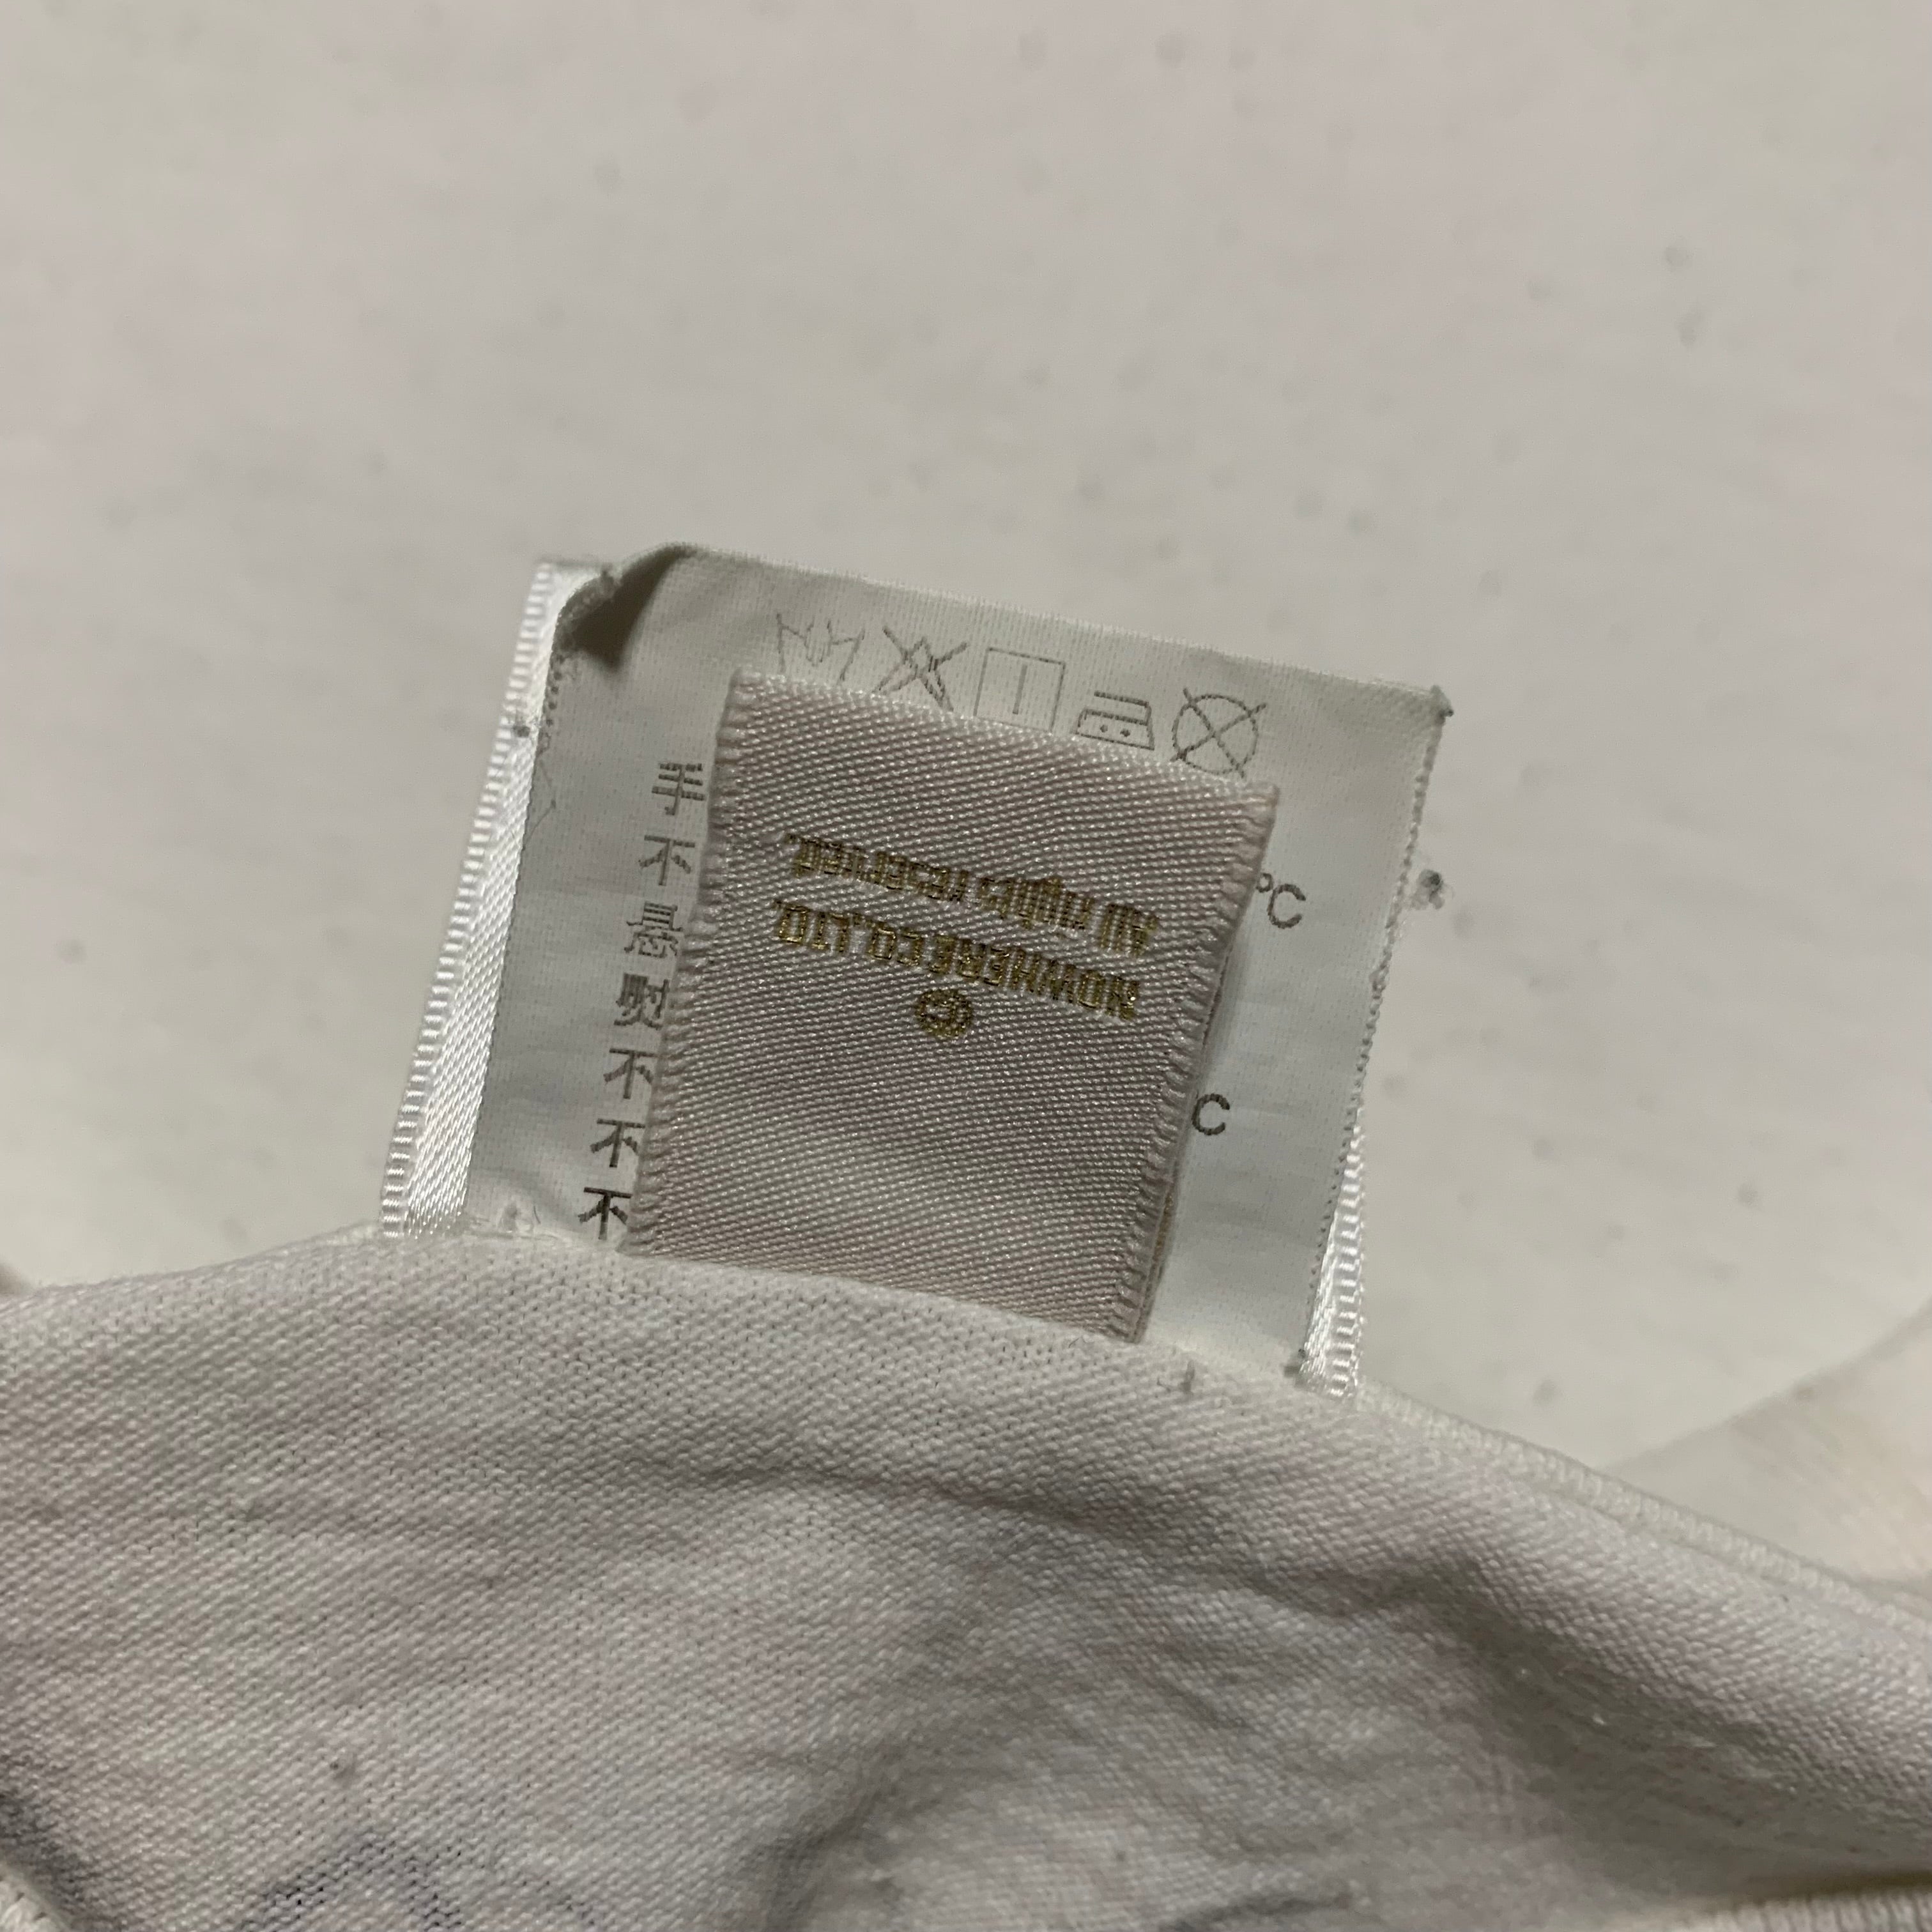 手
不
悬
熨
不
不
不
°C
C
©
NOWHERE CO.,LTD.
All rights reserved.